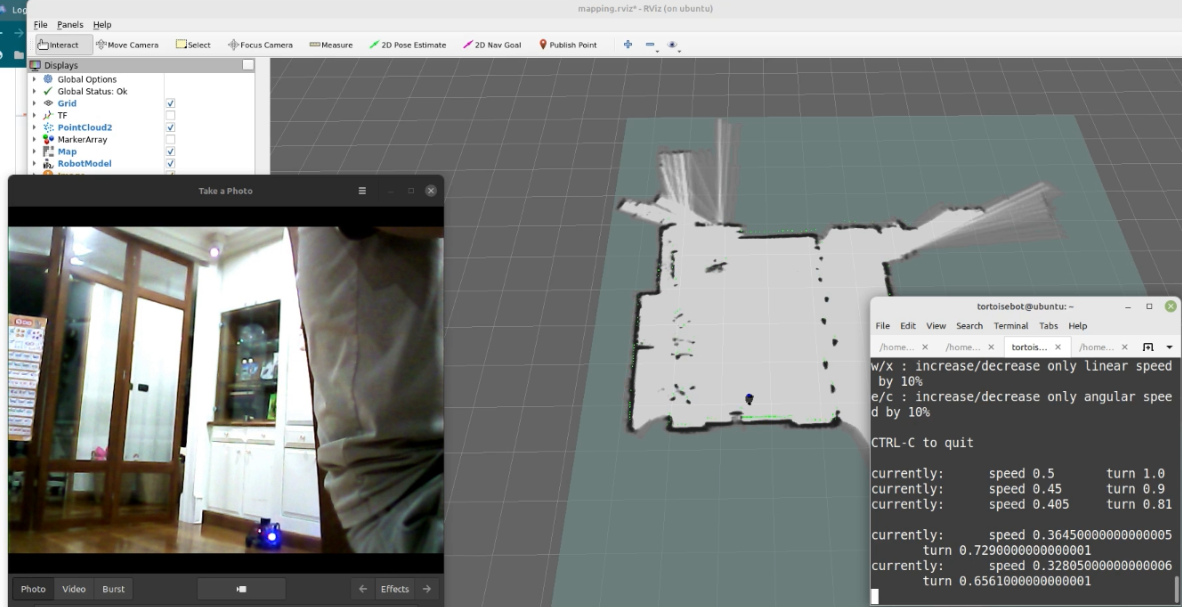 Log
mapping.rviz* - RViz (on ubuntu)
File Panels Help
Interact Move Camera Select Focus Camera Measure 2D Pose Estimate 2D Nav Goal Publish Point
Displays
Global Options
Global Status: Ok
Grid
TF
PointCloud2
MarkerArray
Map
RobotModel
Take a Photo
Photo Video Burst Effects
tortoisebot@ubuntu: ~
File Edit View Search Terminal Tabs Help
/home... /home... tortois... /home...
w/x : increase/decrease only linear speed
by 10%
e/c : increase/decrease only angular spee
d by 10%
CTRL-C to quit
currently: speed 0.5 turn 1.0
currently: speed 0.45 turn 0.9
currently: speed 0.405 turn 0.81
currently: speed 0.36450000000000005
turn 0.7290000000000001
currently: speed 0.32805000000000006
turn 0.6561000000000001